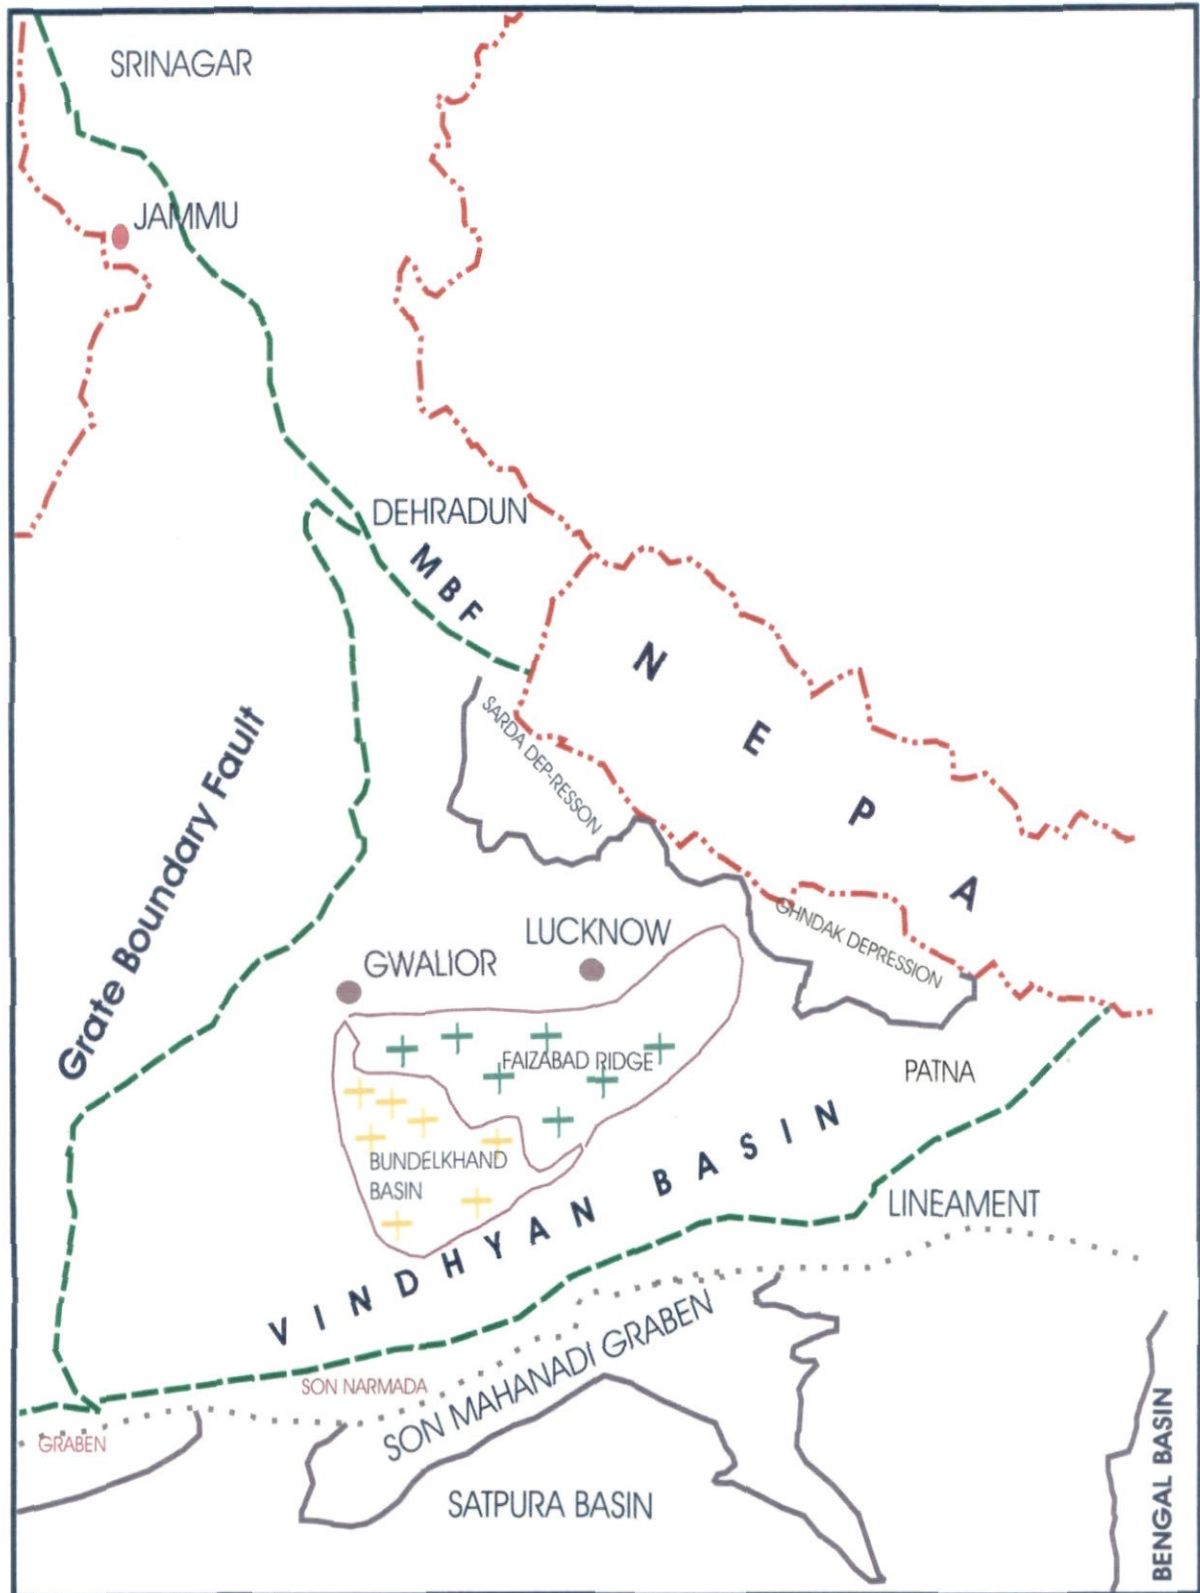 SRINAGAR
JAMMU
DEHRADUN
MBF
NEPA
SARDA DEP-RESSON
Grate Boundary Fault
GHNDAK DEPRESSION
LUCKNOW
GWALIOR
FAIZABAD RIDGE
PATNA
BUNDELKHAND
BASIN
VINDHYAN BASIN
LINEAMENT
SON MAHANADI GRABEN
SON NARMADA
GRABEN
SATPURA BASIN
BENGAL BASIN